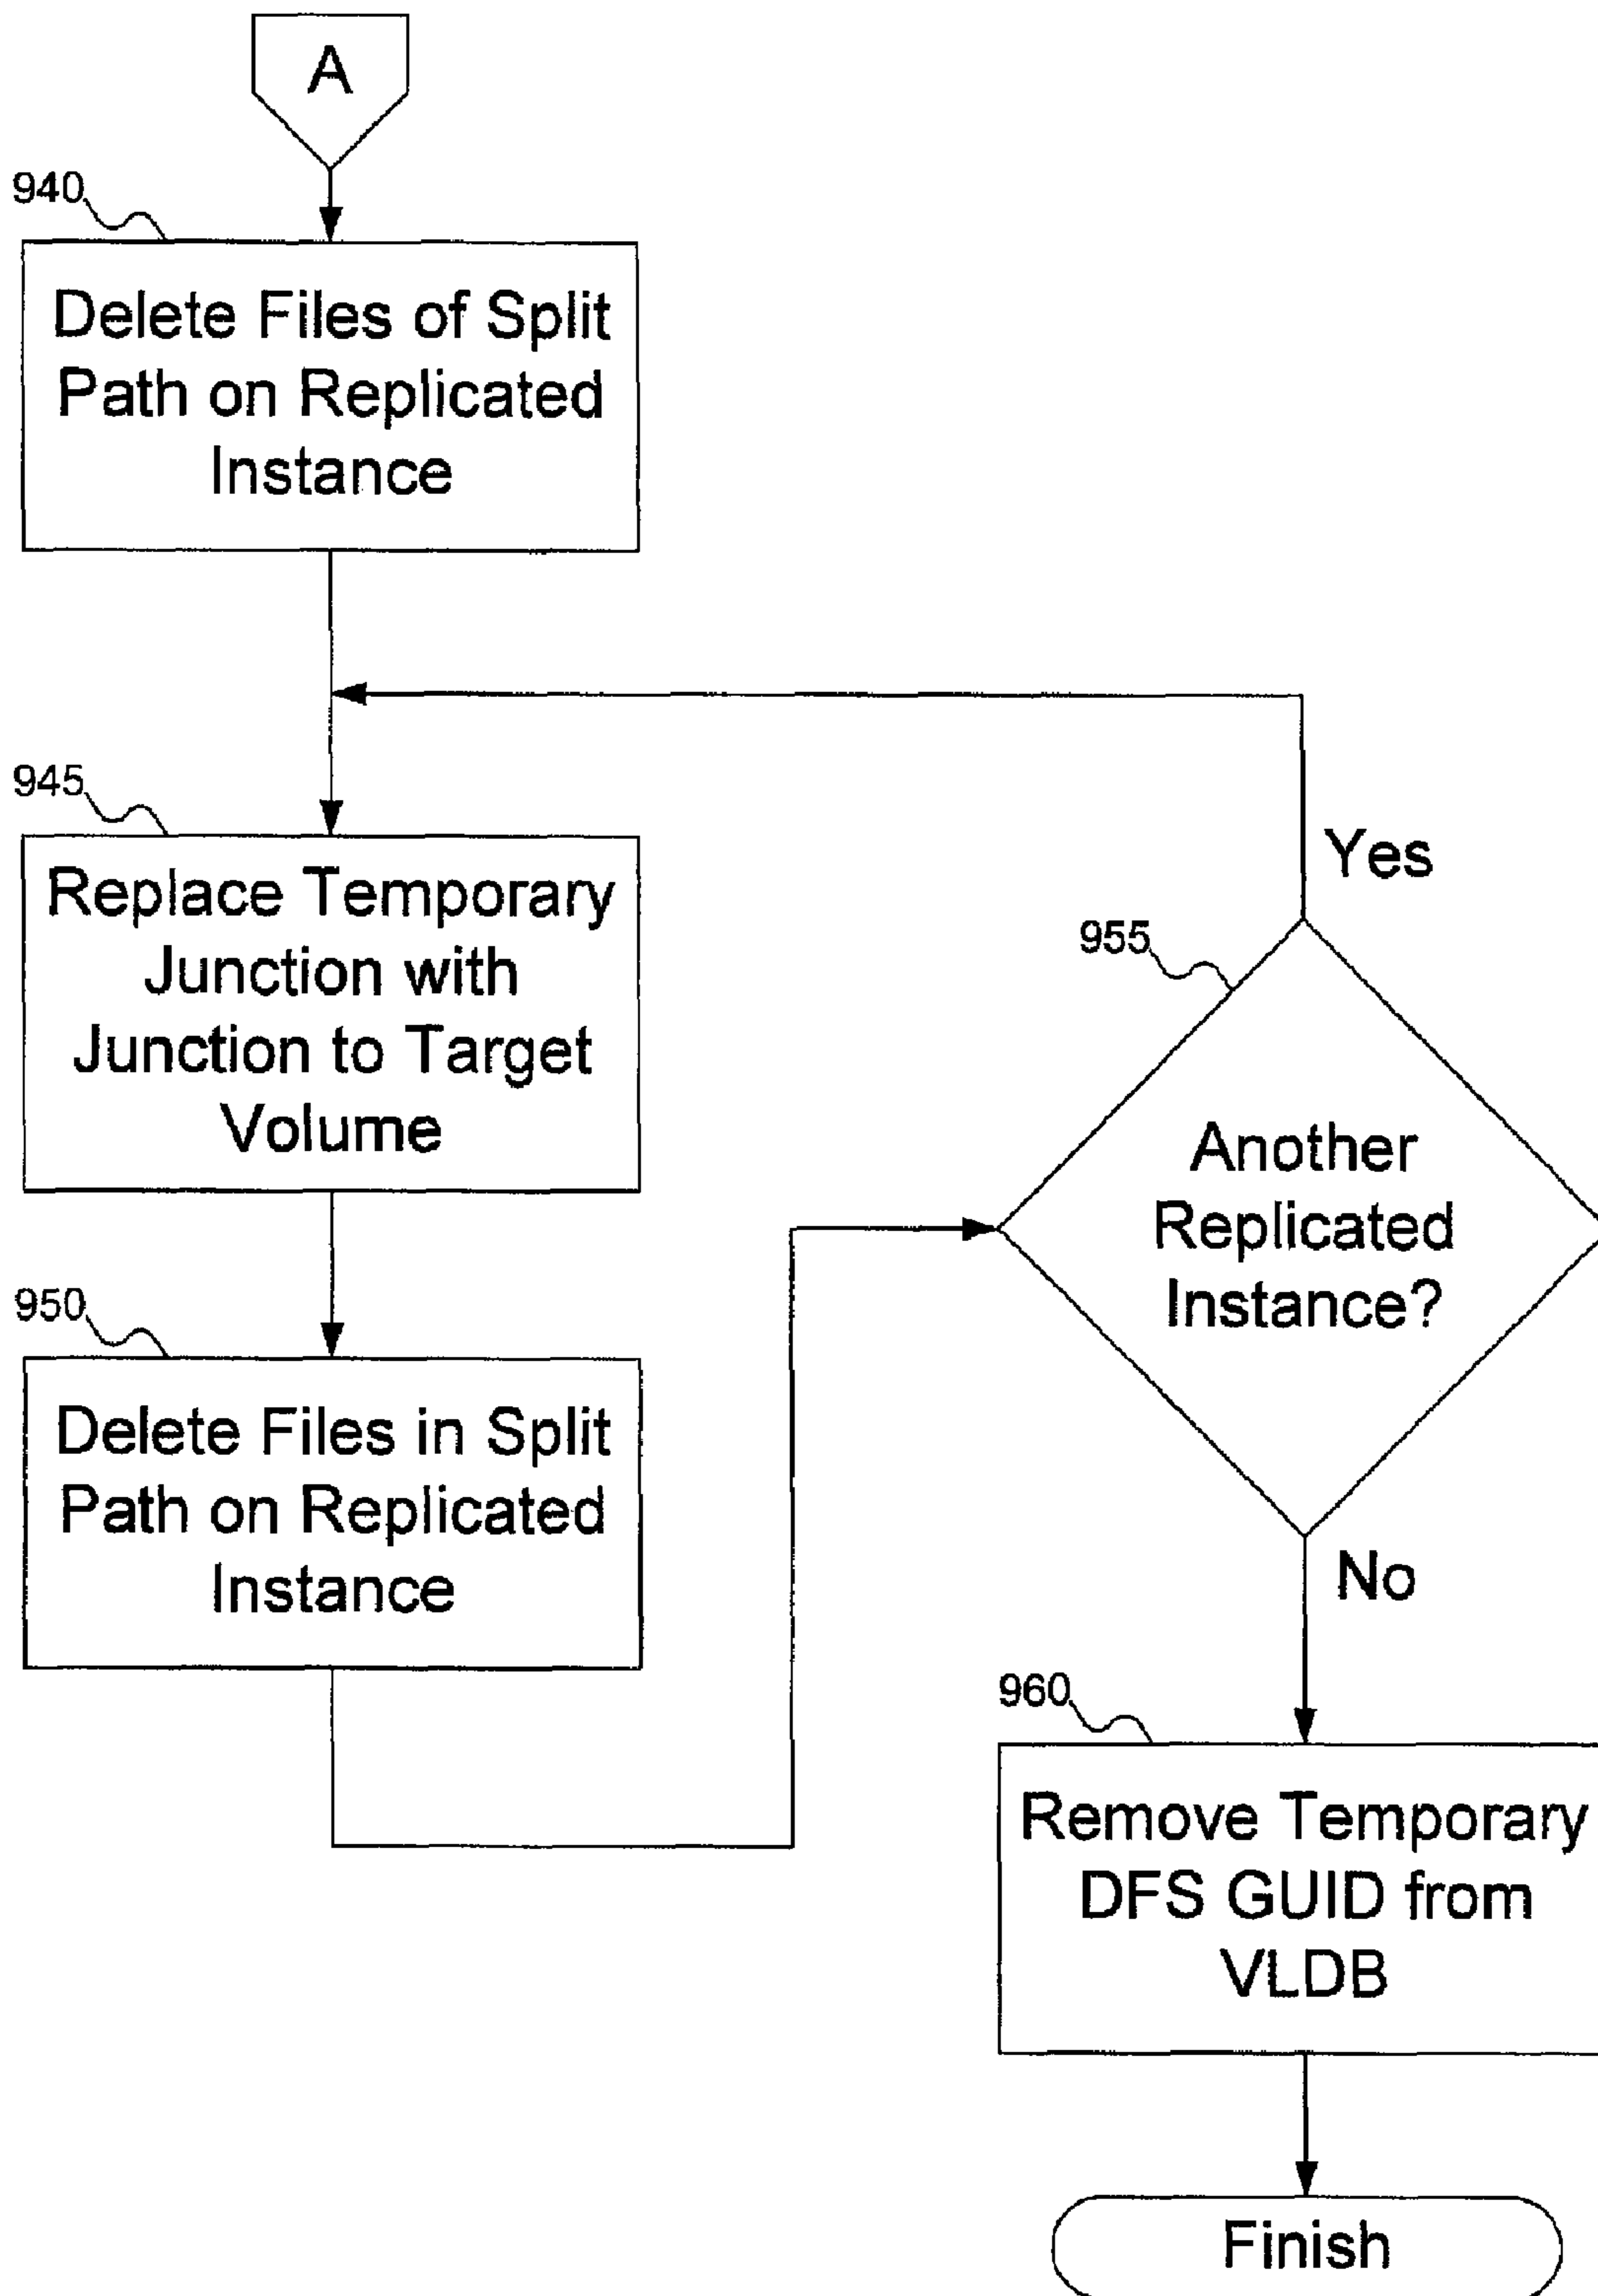 A
940
Delete Files of Split
Path on Replicated
Instance
945
Replace Temporary
Junction with
Junction to Target
Volume
950
Delete Files in Split
Path on Replicated
Instance
Yes
955
Another
Replicated
Instance?
No
960
Remove Temporary
DFS GUID from
VLDB
Finish